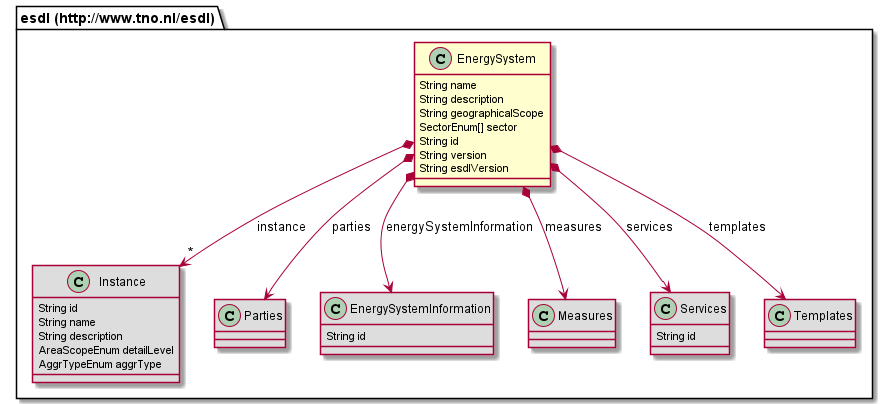 esdl (http://www.tno.nl/esdl)
C EnergySystem
String name
String description
String geographicalScope
SectorEnum[] sector
String id
String version
String esdlVersion
instance
parties
energySystemInformation
measures
services
templates
*
C Instance
String id
String name
String description
AreaScopeEnum detailLevel
AggrTypeEnum aggrType
C Parties
C EnergySystemInformation
String id
C Measures
C Services
String id
C Templates